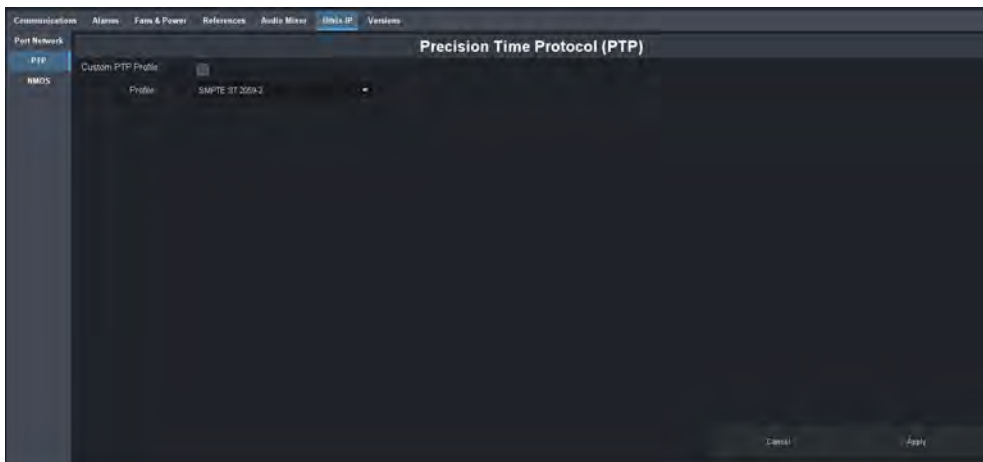 Communications Alarms Fans & Power References Audio Mixer Ultrix IP Versions
Port Network
Precision Time Protocol (PTP)
PTP
Custom PTP Profile
NMOS
Profile SMPTE ST 2059-2
Cancel Apply